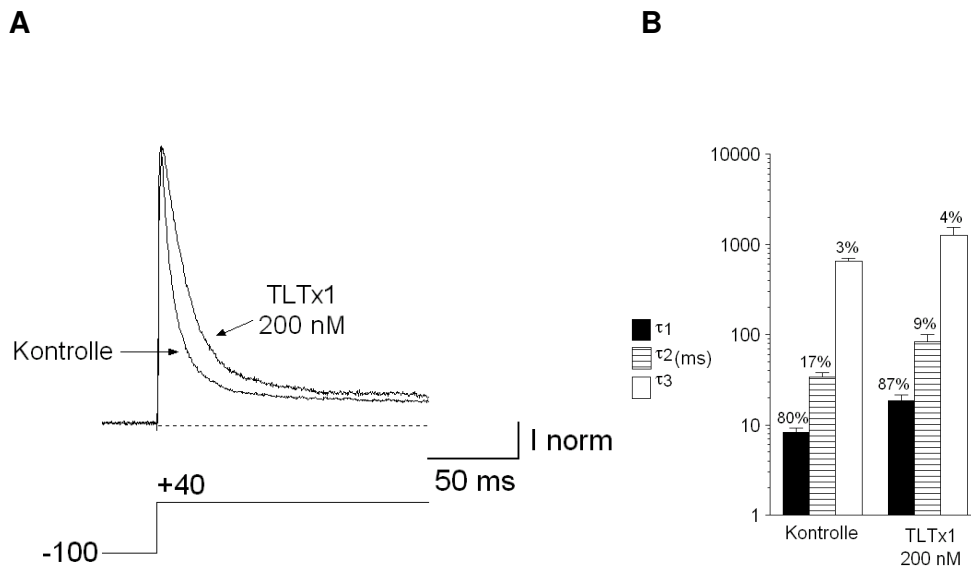 A
B
TLTx1
200 nM
Kontrolle
I norm
50 ms
+40
-100
10000
1000
100
10
1
τ1
τ2 (ms)
τ3
80%
17%
3%
87%
9%
4%
Kontrolle
TLTx1
200 nM